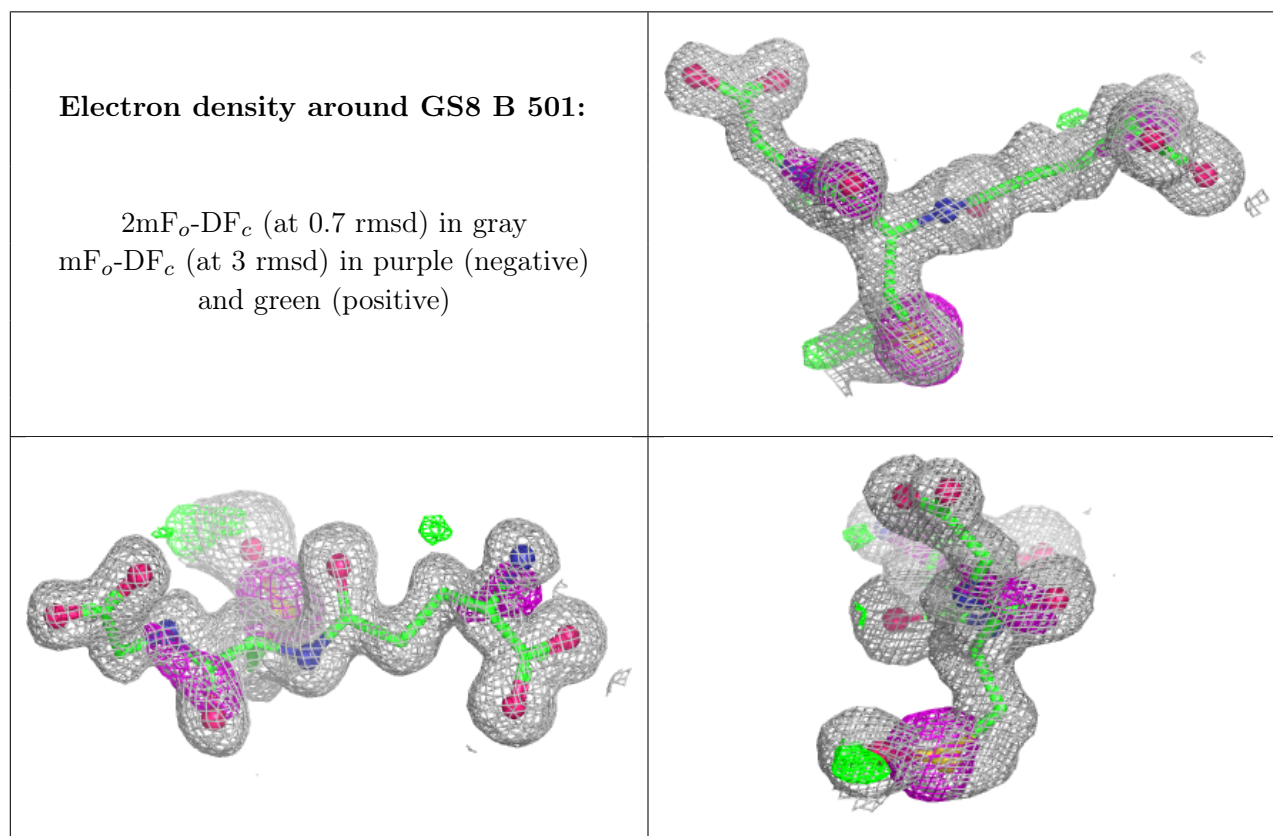 Electron density around GS8 B 501:
2mFo-DFc (at 0.7 rmsd) in gray
mFo-DFc (at 3 rmsd) in purple (negative)
and green (positive)